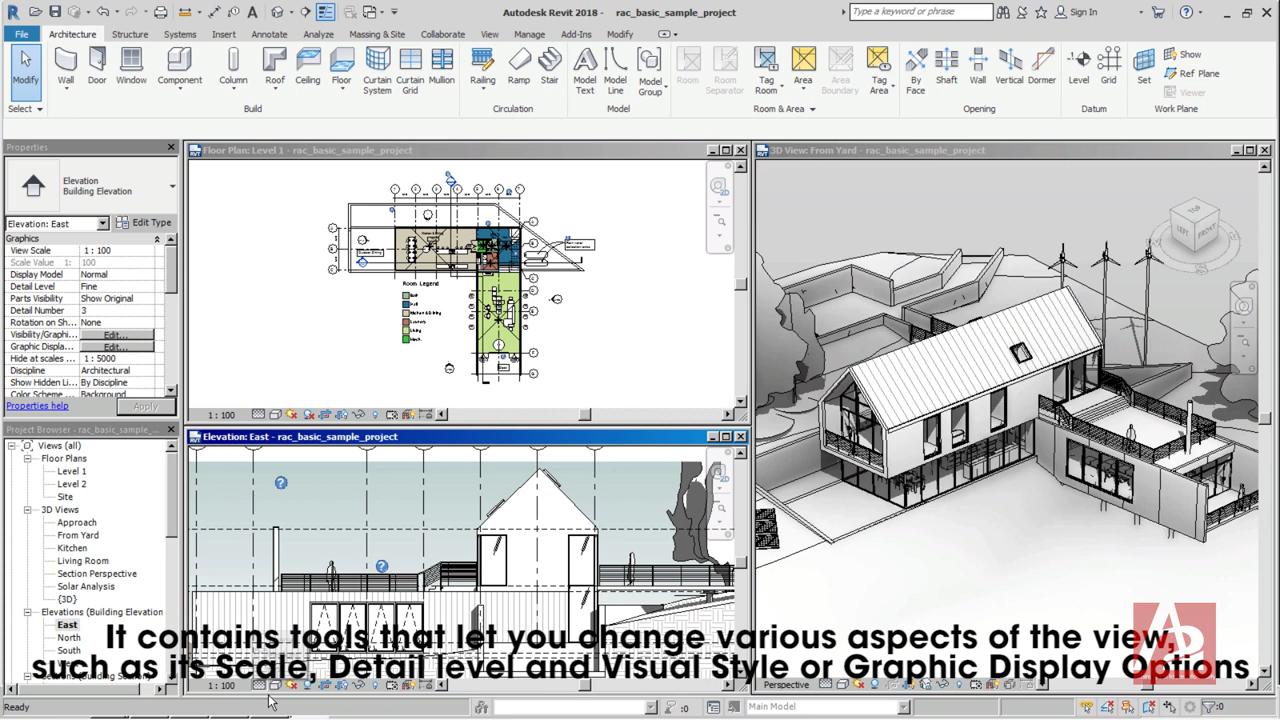 Autodesk Revit 2018 - rac_basic_sample_project
Type a keyword or phrase
Sign In
File
Architecture
Structure
Systems
Insert
Annotate
Analyze
Massing & Site
Collaborate
View
Manage
Add-Ins
Modify
Modify
Wall
Door
Window
Component
Column
Roof
Ceiling
Floor
Curtain System
Curtain Grid
Mullion
Railing
Ramp
Stair
Model Text
Model Line
Model Group
Room
Room Separator
Tag Room
Area
Area Boundary
Tag Area
By Face
Shaft
Wall
Vertical
Dormer
Level
Grid
Set
Show
Ref Plane
Viewer
Select
Build
Circulation
Model
Room & Area
Opening
Datum
Work Plane
Properties
Elevation
Building Elevation
Elevation: East
Edit Type
Graphics
View Scale 1 : 100
Scale Value 1: 100
Display Model Normal
Detail Level Fine
Parts Visibility Show Original
Detail Number 3
Rotation on Sh... None
Visibility/Graphi... Edit...
Graphic Displa... Edit...
Hide at scales ... 1 : 5000
Discipline Architectural
Show Hidden Li... By Discipline
Color Scheme ... Background
Properties help
Apply
Project Browser - rac_basic_sample_project...
Views (all)
Floor Plans
Level 1
Level 2
Site
3D Views
Approach
From Yard
Kitchen
Living Room
Section Perspective
Solar Analysis
{3D}
Elevations (Building Elevation
East
North
South
Floor Plan: Level 1 - rac_basic_sample_project
Room Legend
1 : 100
Elevation: East - rac_basic_sample_project
1 : 100
3D View: From Yard - rac_basic_sample_project
TOP
LEFT
FRONT
Perspective
It contains tools that let you change various aspects of the view,
such as its Scale, Detail level and Visual Style or Graphic Display Options
AP
Ready
:0
Main Model
:0